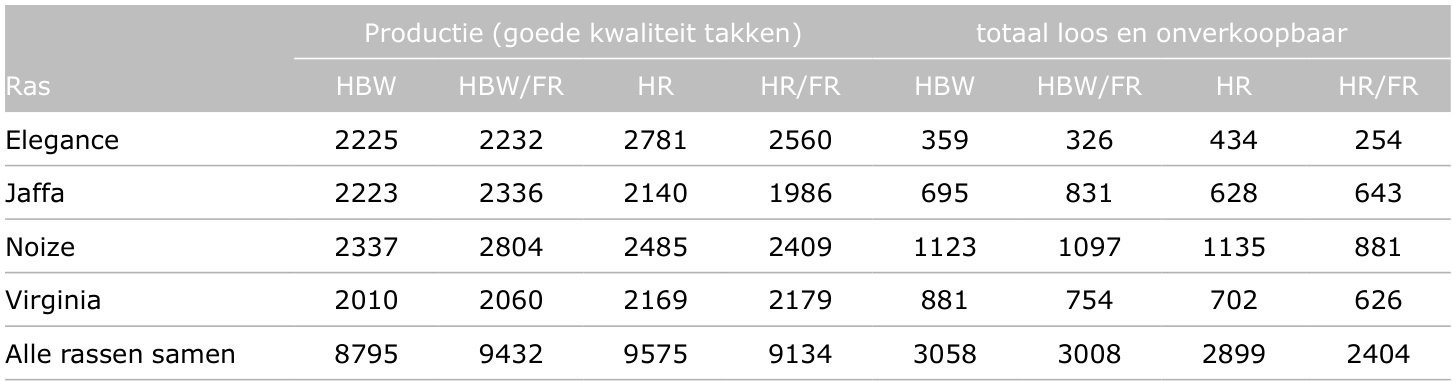 Productie (goede kwaliteit takken) totaal loos en onverkoopbaar
Ras HBW HBW/FR HR HR/FR HBW HBW/FR HR HR/FR
Elegance 2225 2232 2781 2560 359 326 434 254
Jaffa 2223 2336 2140 1986 695 831 628 643
Noize 2337 2804 2485 2409 1123 1097 1135 881
Virginia 2010 2060 2169 2179 881 754 702 626
Alle rassen samen 8795 9432 9575 9134 3058 3008 2899 2404